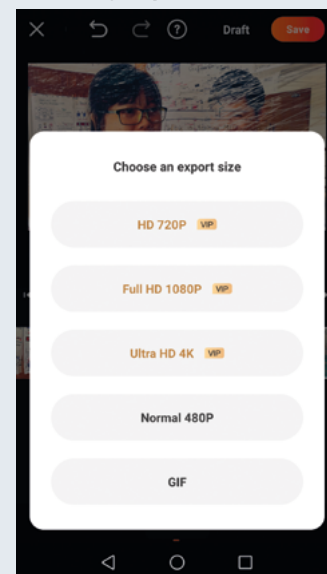 ? Draft Save
Choose an export size
HD 720P VIP
Full HD 1080P VIP
Ultra HD 4K VIP
Normal 480P
GIF